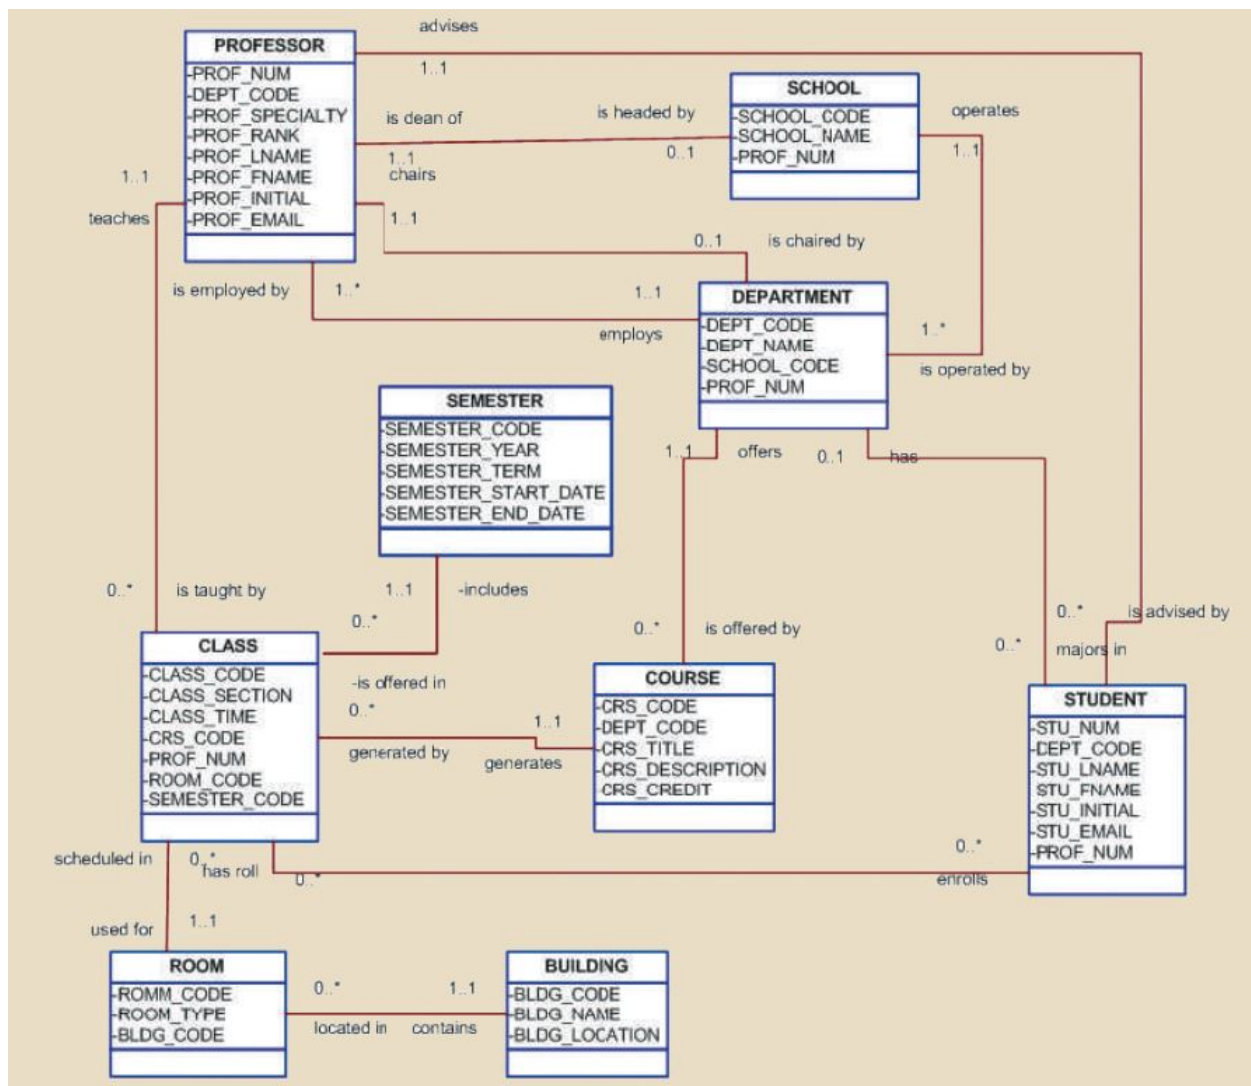 advises
PROFESSOR
-PROF_NUM
-DEPT_CODE
-PROF_SPECIALTY
-PROF_RANK
-PROF_LNAME
-PROF_FNAME
-PROF_INITIAL
-PROF_EMAIL
1..1
is dean of
is headed by
1..1
0..1
SCHOOL
-SCHOOL_CODE
-SCHOOL_NAME
-PROF_NUM
operates
1..1
chairs
1..1
0..1
is chaired by
1..1
teaches
is employed by
1..*
1..1
employs
DEPARTMENT
-DEPT_CODE
-DEPT_NAME
-SCHOOL_CODE
-PROF_NUM
1..*
is operated by
SEMESTER
-SEMESTER_CODE
-SEMESTER_YEAR
-SEMESTER_TERM
-SEMESTER_START_DATE
-SEMESTER_END_DATE
1..1
offers
0..1
has
0..*
is taught by
1..1
-includes
0..*
0..*
is offered by
0..*
is advised by
0..*
majors in
CLASS
-CLASS_CODE
-CLASS_SECTION
-CLASS_TIME
-CRS_CODE
-PROF_NUM
-ROOM_CODE
-SEMESTER_CODE
-is offered in
0..*
1..1
generated by
generates
COURSE
-CRS_CODE
-DEPT_CODE
-CRS_TITLE
-CRS_DESCRIPTION
-CRS_CREDIT
STUDENT
-STU_NUM
-DEPT_CODE
-STU_LNAME
-STU_FNAME
-STU_INITIAL
-STU_EMAIL
-PROF_NUM
scheduled in
0..*
has roll
0..*
0..*
enrolls
used for
1..1
ROOM
-ROMM_CODE
-ROOM_TYPE
-BLDG_CODE
0..*
1..1
located in
contains
BUILDING
-BLDG_CODE
-BLDG_NAME
-BLDG_LOCATION